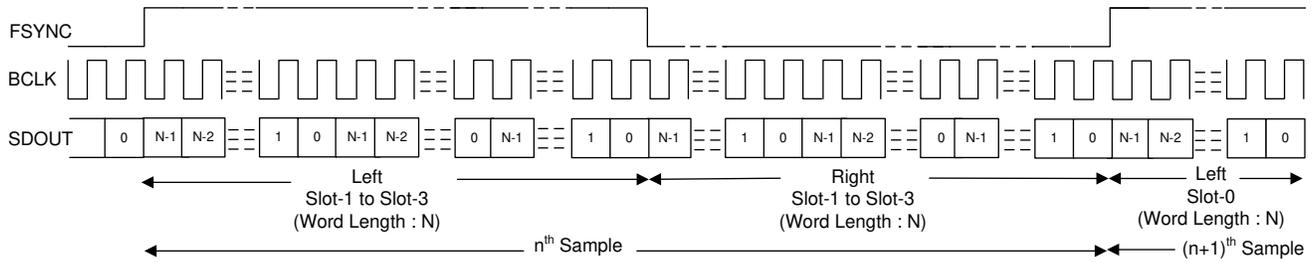 FSYNC
BCLK
SDOUT 0 N-1 N-2 1 0 N-1 N-2 0 N-1 1 0 N-1 1 0 N-1 N-2 0 N-1 1 0 N-1 N-2 1 0
Left Right Left
Slot-1 to Slot-3 Slot-1 to Slot-3 Slot-0
(Word Length : N) (Word Length : N) (Word Length : N)
nth Sample (n+1)th Sample